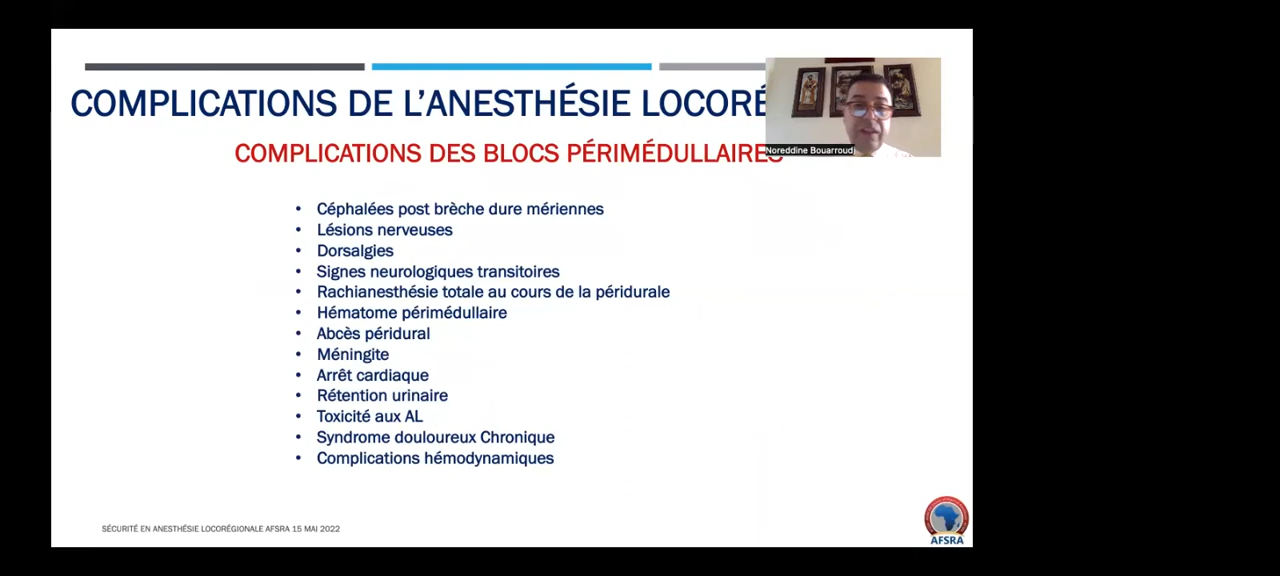 COMPLICATIONS DE L'ANESTHÉSIE LOCORÉ
COMPLICATIONS DES BLOCS PÉRIMÉDULLAIRES
Noreddine Bouarroudj
• Céphalées post brèche dure mériennes
• Lésions nerveuses
• Dorsalgies
• Signes neurologiques transitoires
• Rachianesthésie totale au cours de la péridurale
• Hématome périmédullaire
• Abcès péridural
• Méningite
• Arrêt cardiaque
• Rétention urinaire
• Toxicité aux AL
• Syndrome douloureux Chronique
• Complications hémodynamiques
SÉCURITÉ EN ANESTHÉSIE LOCORÉGIONALE AFSRA 15 MAI 2022
AFSRA